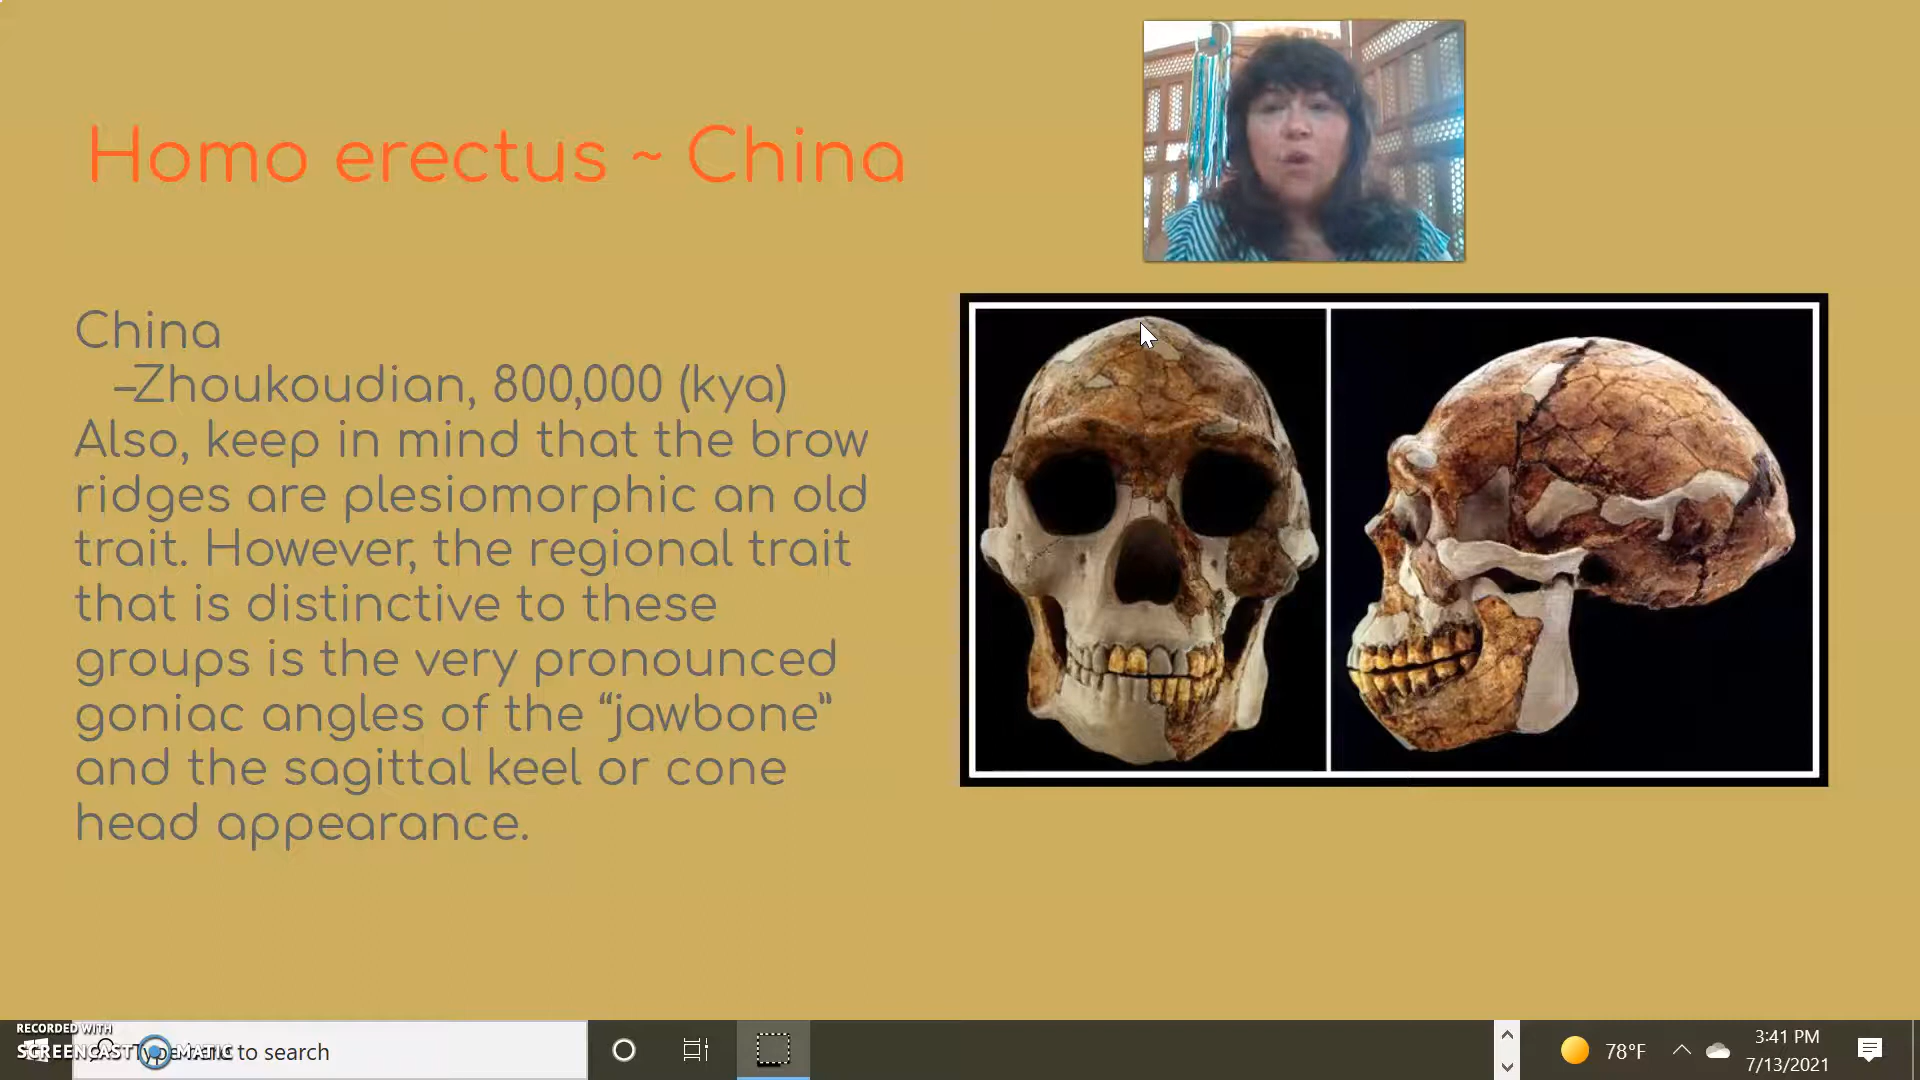 Homo erectus ~ China
China
–Zhoukoudian, 800,000 (kya)
Also, keep in mind that the brow
ridges are plesiomorphic an old
trait. However, the regional trait
that is distinctive to these
groups is the very pronounced
goniac angles of the “jawbone”
and the sagittal keel or cone
head appearance.
RECORDED WITH
SCREENCAST MATIC
to search
78°F
3:41 PM
7/13/2021